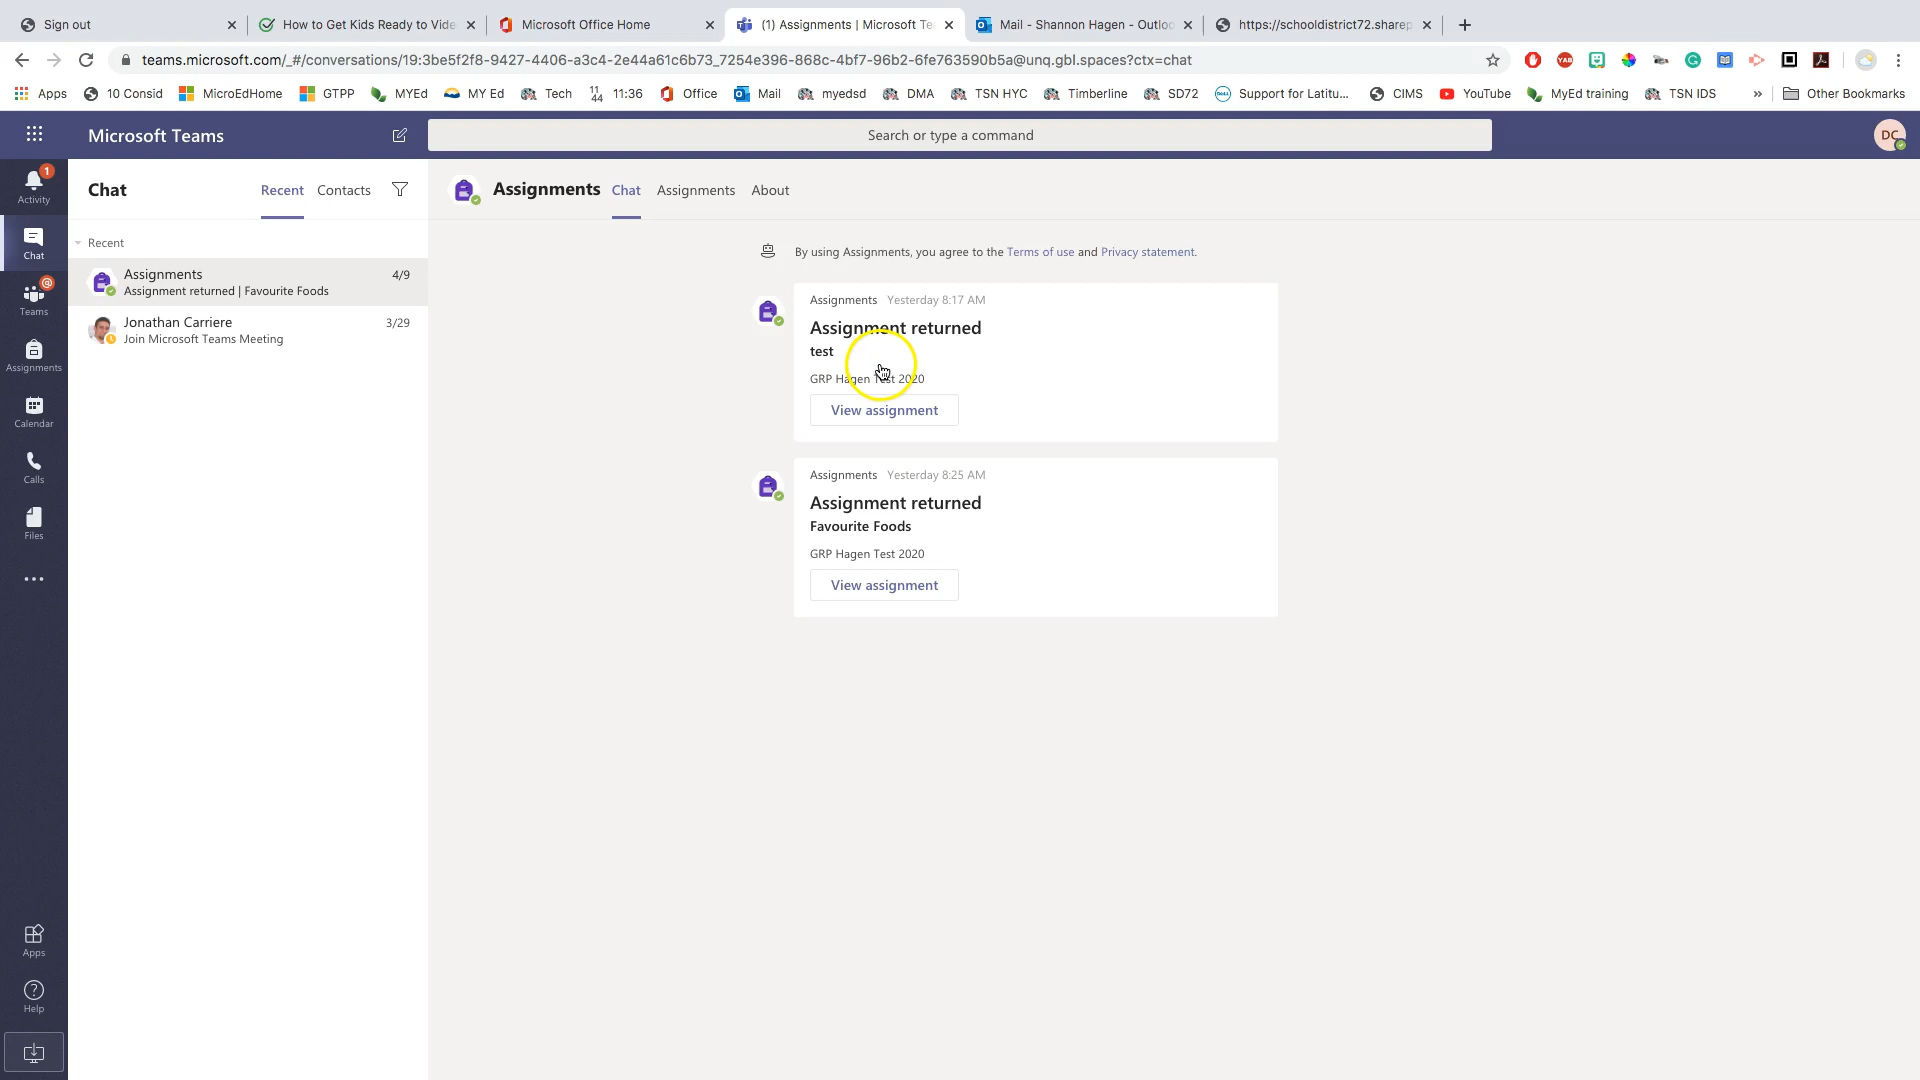 Sign out
How to Get Kids Ready to Vide
Microsoft Office Home
(1) Assignments | Microsoft Te
Mail - Shannon Hagen - Outloo
https://schooldistrict72.sharep
teams.microsoft.com/_#/conversations/19:3be5f2f8-9427-4406-a3c4-2e44a61c6b73_7254e396-868c-4bf7-96b2-6fe763590b5a@unq.gbl.spaces?ctx=chat
Apps
10 Consid
MicroEdHome
GTPP
MYEd
MY Ed
Tech
11:36
Office
Mail
myedsd
DMA
TSN HYC
Timberline
SD72
Support for Latitu...
CIMS
YouTube
MyEd training
TSN IDS
Other Bookmarks
Microsoft Teams
Search or type a command
DC
1
Activity
Chat
Teams
Assignments
Calendar
Calls
Files
Apps
Help
Chat
Recent
Contacts
Recent
Assignments 4/9
Assignment returned | Favourite Foods
Jonathan Carriere 3/29
Join Microsoft Teams Meeting
Assignments
Chat
Assignments
About
By using Assignments, you agree to the Terms of use and Privacy statement.
Assignments Yesterday 8:17 AM
Assignment returned
test
GRP Hagen Test 2020
View assignment
Assignments Yesterday 8:25 AM
Assignment returned
Favourite Foods
GRP Hagen Test 2020
View assignment